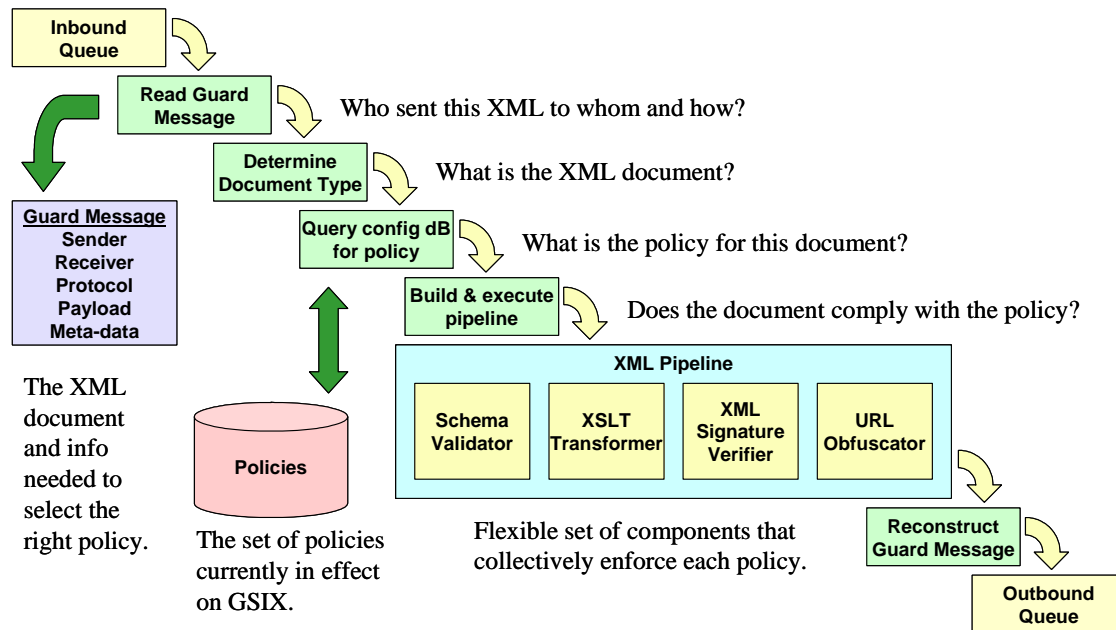 Inbound
Queue
Read Guard
Message
Who sent this XML to whom and how?
Determine
Document Type
What is the XML document?
Guard Message
Sender
Receiver
Protocol
Payload
Meta-data
Query config dB
for policy
What is the policy for this document?
Build & execute
pipeline
Does the document comply with the policy?
The XML
document
and info
needed to
select the
right policy.
Policies
The set of policies
currently in effect
on GSIX.
XML Pipeline
Schema
Validator
XSLT
Transformer
XML
Signature
Verifier
URL
Obfuscator
Flexible set of components that
collectively enforce each policy.
Reconstruct
Guard Message
Outbound
Queue